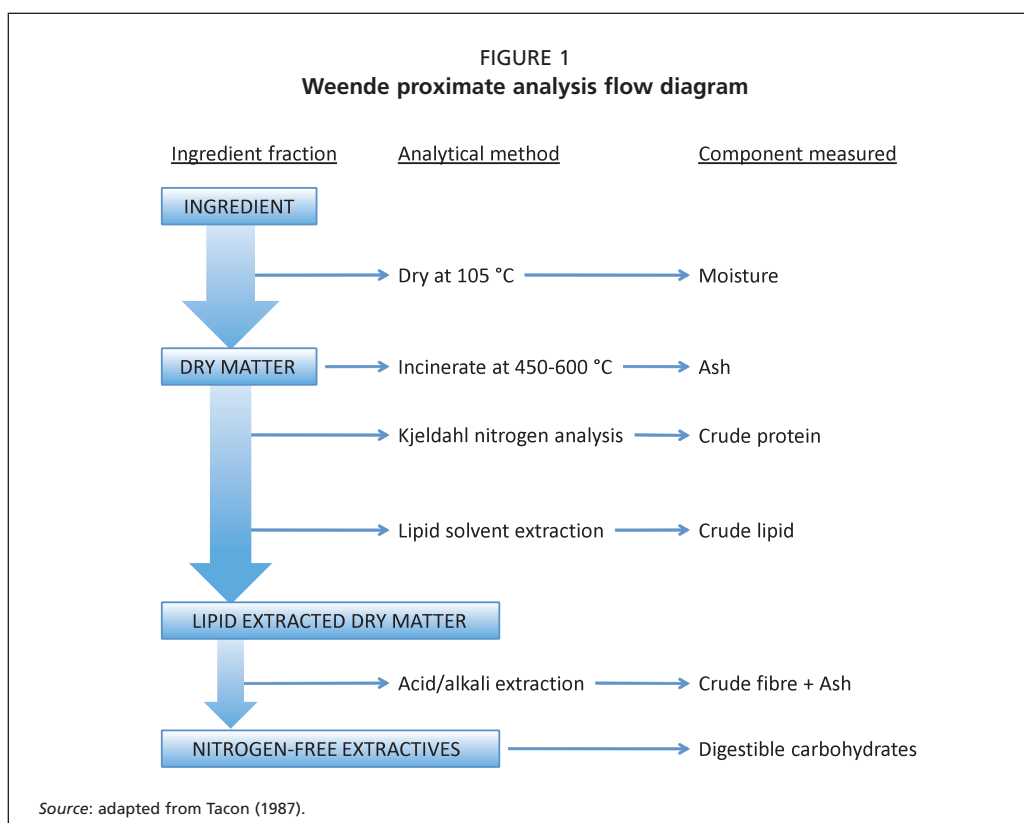 FIGURE 1
Weende proximate analysis flow diagram
Ingredient fraction Analytical method Component measured
INGREDIENT
Dry at 105 °C Moisture
DRY MATTER Incinerate at 450-600 °C Ash
Kjeldahl nitrogen analysis Crude protein
Lipid solvent extraction Crude lipid
LIPID EXTRACTED DRY MATTER
Acid/alkali extraction Crude fibre + Ash
NITROGEN-FREE EXTRACTIVES Digestible carbohydrates
Source: adapted from Tacon (1987).